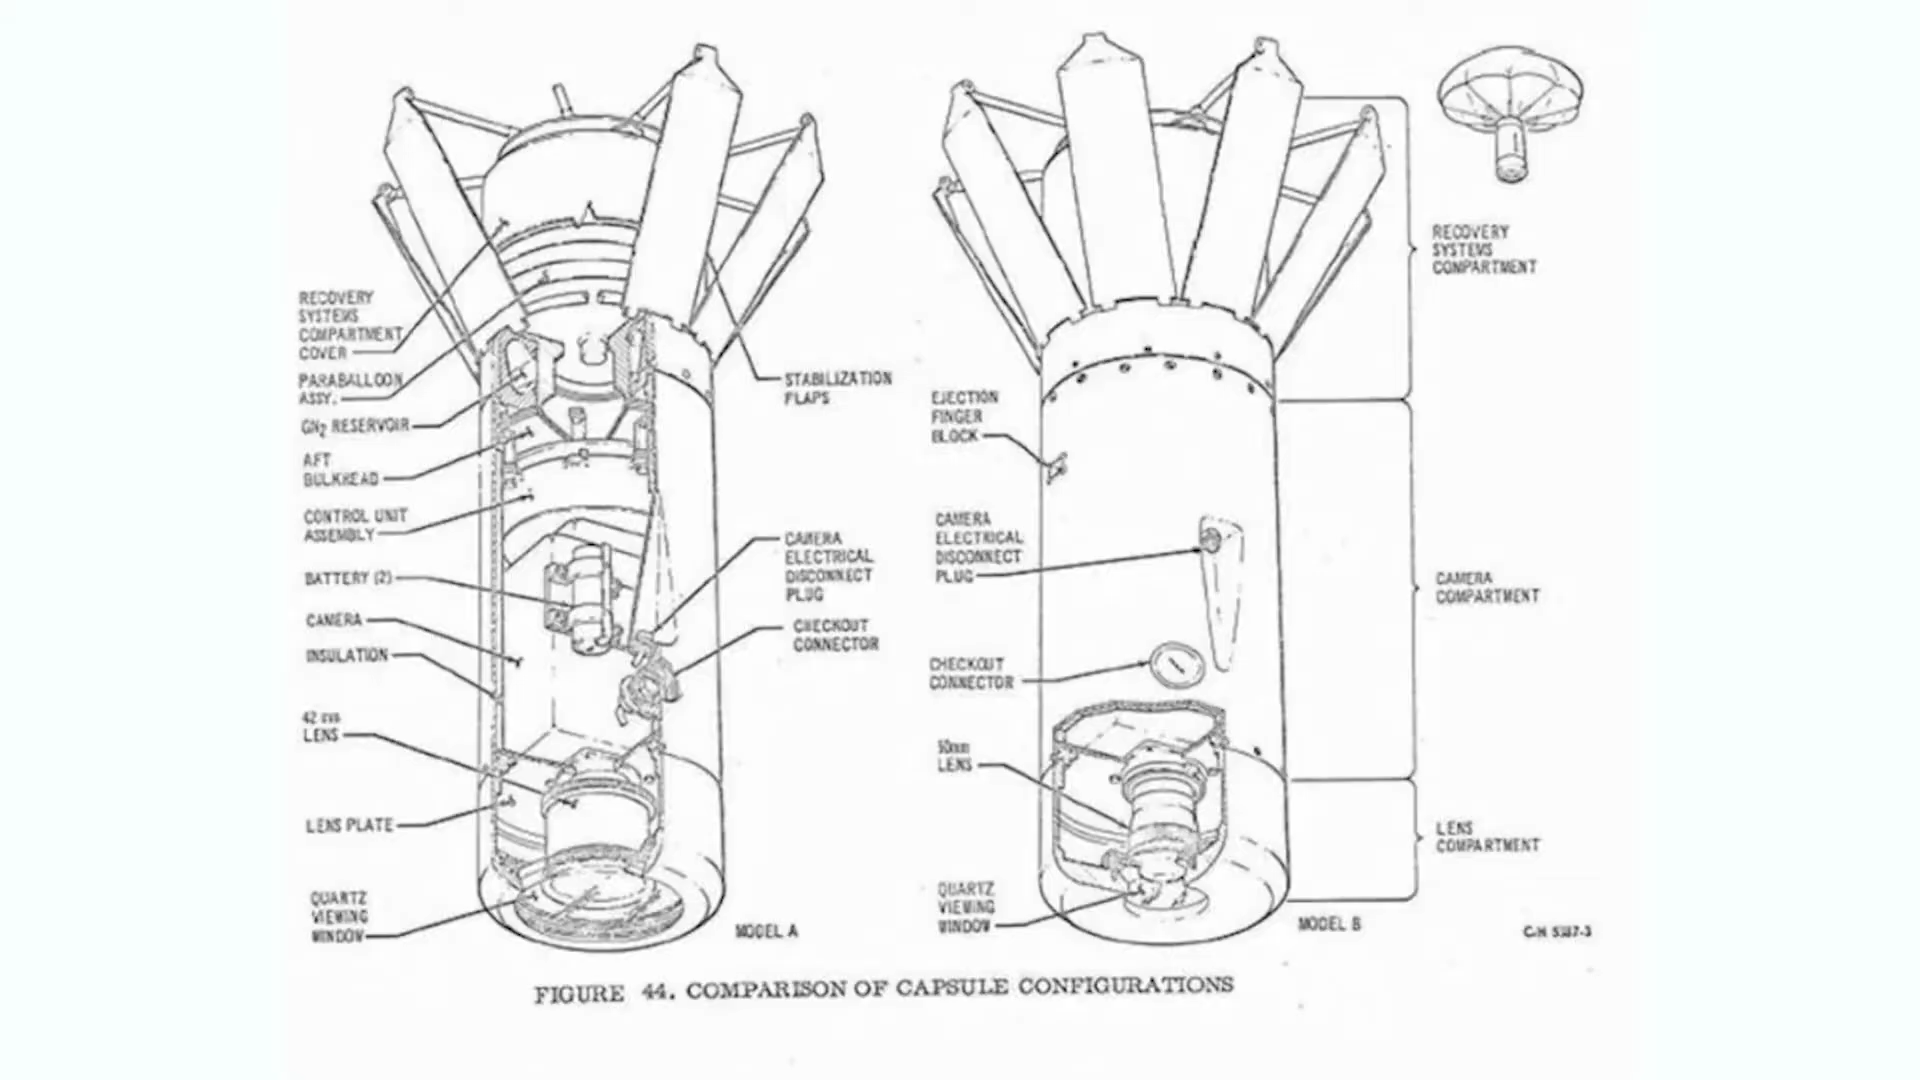 RECOVERY
SYSTEMS
COMPARTMENT
COVER
PARABALLOON
ASSY.
GN2 RESERVOIR
AFT
BULKHEAD
CONTROL UNIT
ASSEMBLY
BATTERY (2)
CAMERA
INSULATION
42 mm
LENS
LENS PLATE
QUARTZ
VIEWING
WINDOW
STABILIZATION
FLAPS
CAMERA
ELECTRICAL
DISCONNECT
PLUG
CHECKOUT
CONNECTOR
MODEL A
EJECTION
FINGER
BLOCK
CAMERA
ELECTRICAL
DISCONNECT
PLUG
CHECKOUT
CONNECTOR
50mm
LENS
QUARTZ
VIEWING
WINDOW
MODEL B
RECOVERY
SYSTEMS
COMPARTMENT
CAMERA
COMPARTMENT
LENS
COMPARTMENT
FIGURE 44. COMPARISON OF CAPSULE CONFIGURATIONS